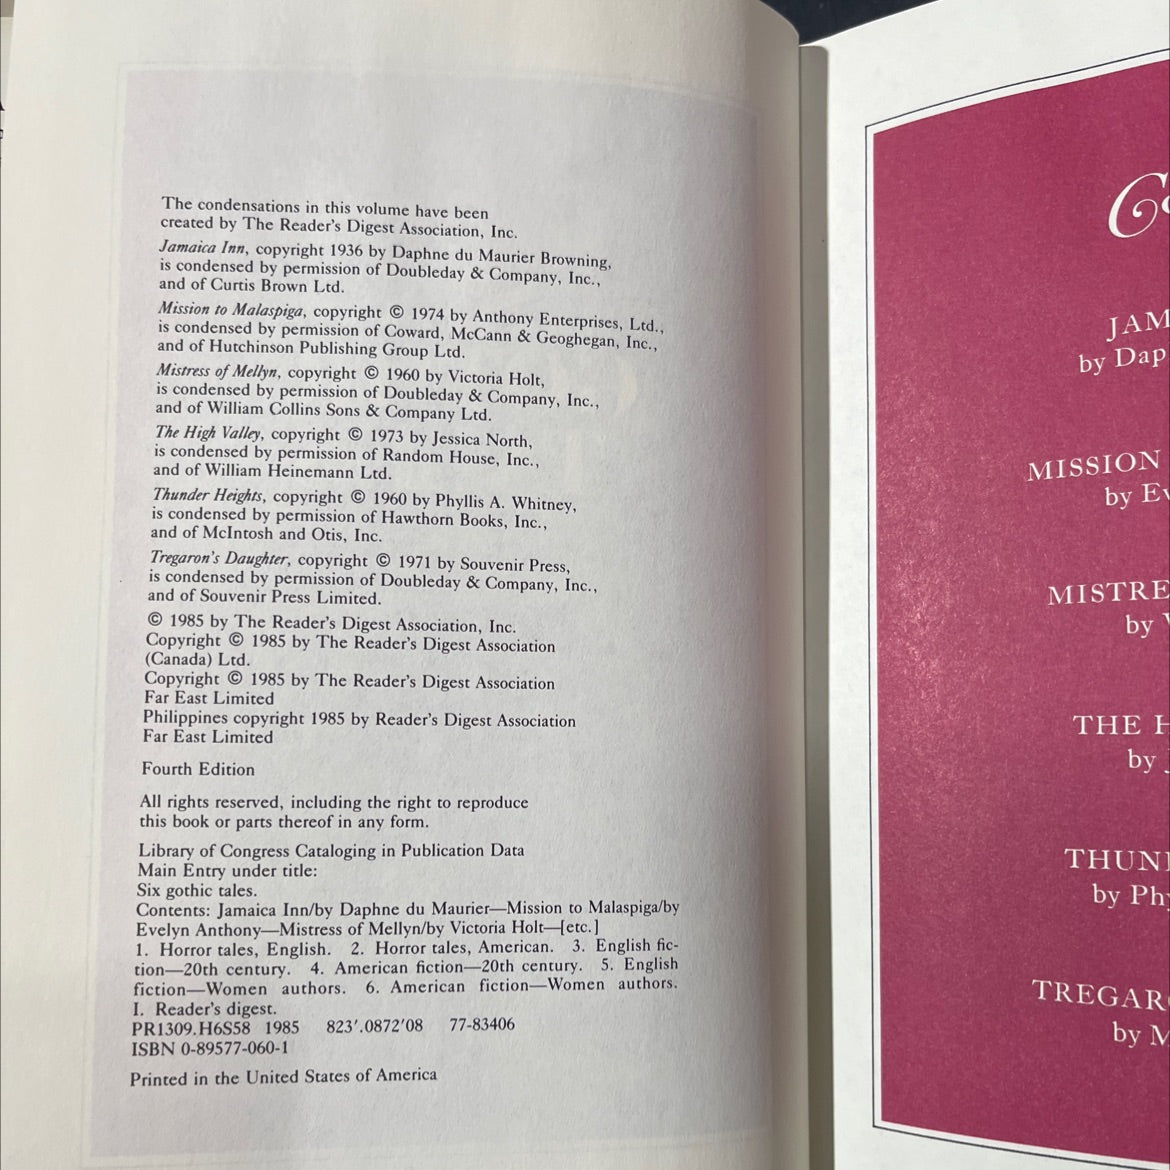 The condensations in this volume have been
created by The Reader's Digest Association, Inc.
Jamaica Inn, copyright 1936 by Daphne du Maurier Browning,
is condensed by permission of Doubleday & Company, Inc.,
and of Curtis Brown Ltd.
Mission to Malaspiga, copyright © 1974 by Anthony Enterprises, Ltd.,
is condensed by permission of Coward, McCann & Geoghegan, Inc.,
and of Hutchinson Publishing Group Ltd.
Mistress of Mellyn, copyright © 1960 by Victoria Holt,
is condensed by permission of Doubleday & Company, Inc.,
and of William Collins Sons & Company Ltd.
The High Valley, copyright © 1973 by Jessica North,
is condensed by permission of Random House, Inc.,
and of William Heinemann Ltd.
Thunder Heights, copyright © 1960 by Phyllis A. Whitney,
is condensed by permission of Hawthorn Books, Inc.,
and of McIntosh and Otis, Inc.
Tregaron's Daughter, copyright © 1971 by Souvenir Press,
is condensed by permission of Doubleday & Company, Inc.,
and of Souvenir Press Limited.
© 1985 by The Reader's Digest Association, Inc.
Copyright © 1985 by The Reader's Digest Association
(Canada) Ltd.
Copyright © 1985 by The Reader's Digest Association
Far East Limited
Philippines copyright 1985 by Reader's Digest Association
Far East Limited
Fourth Edition
All rights reserved, including the right to reproduce
this book or parts thereof in any form.
Library of Congress Cataloging in Publication Data
Main Entry under title:
Six gothic tales.
Contents: Jamaica Inn/by Daphne du Maurier—Mission to Malaspiga/by
Evelyn Anthony—Mistress of Mellyn/by Victoria Holt—[etc.]
1. Horror tales, English. 2. Horror tales, American. 3. English fic-
tion—20th century. 4. American fiction—20th century. 5. English
fiction—Women authors. 6. American fiction—Women authors.
I. Reader's digest.
PR1309.H6S58 1985 823′.0872′08 77-83406
ISBN 0-89577-060-1
Printed in the United States of America
JAM
by Dap
MISSION
by Ev
MISTRE
by V
THE H
by J
THUN
by Phy
TREGAR
by M